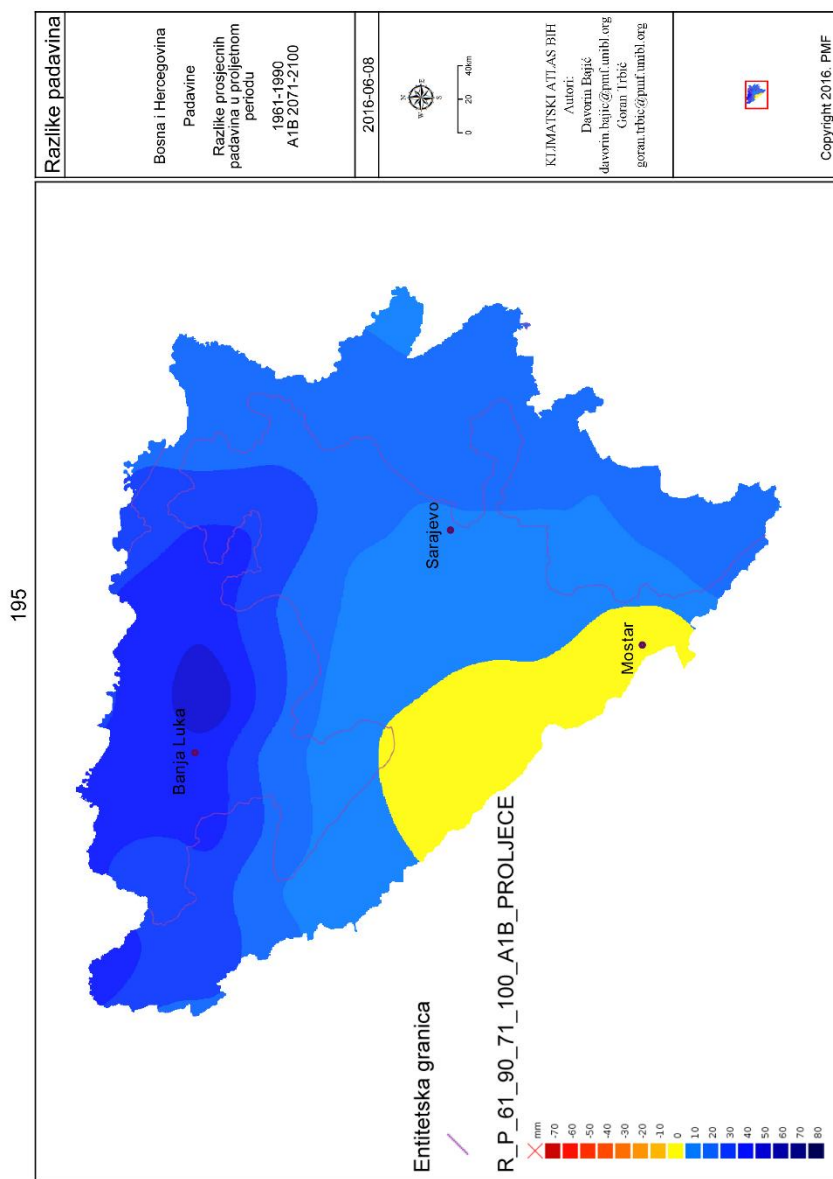 195
Razlike padavina
Bosna i Hercegovina
Padavine
Razlike prosjecnih
padavina u proljetnom
periodu
1961-1990
A1B 2071-2100
2016-06-08
N
W
E
S
0 20 40km
KLIMATSKI ATLAS BIH
Autori:
Davorin Bajić
davorin.bajic@pmf.unibl.org
Goran Trbić
goran.trbic@pmf.unibl.org
Copyright 2016. PMF
Banja Luka
Sarajevo
Mostar
Entitetska granica
R_P_61_90_71_100_A1B_PROLJECE
mm
-70
-60
-50
-40
-30
-20
-10
0
10
20
30
40
50
60
70
80